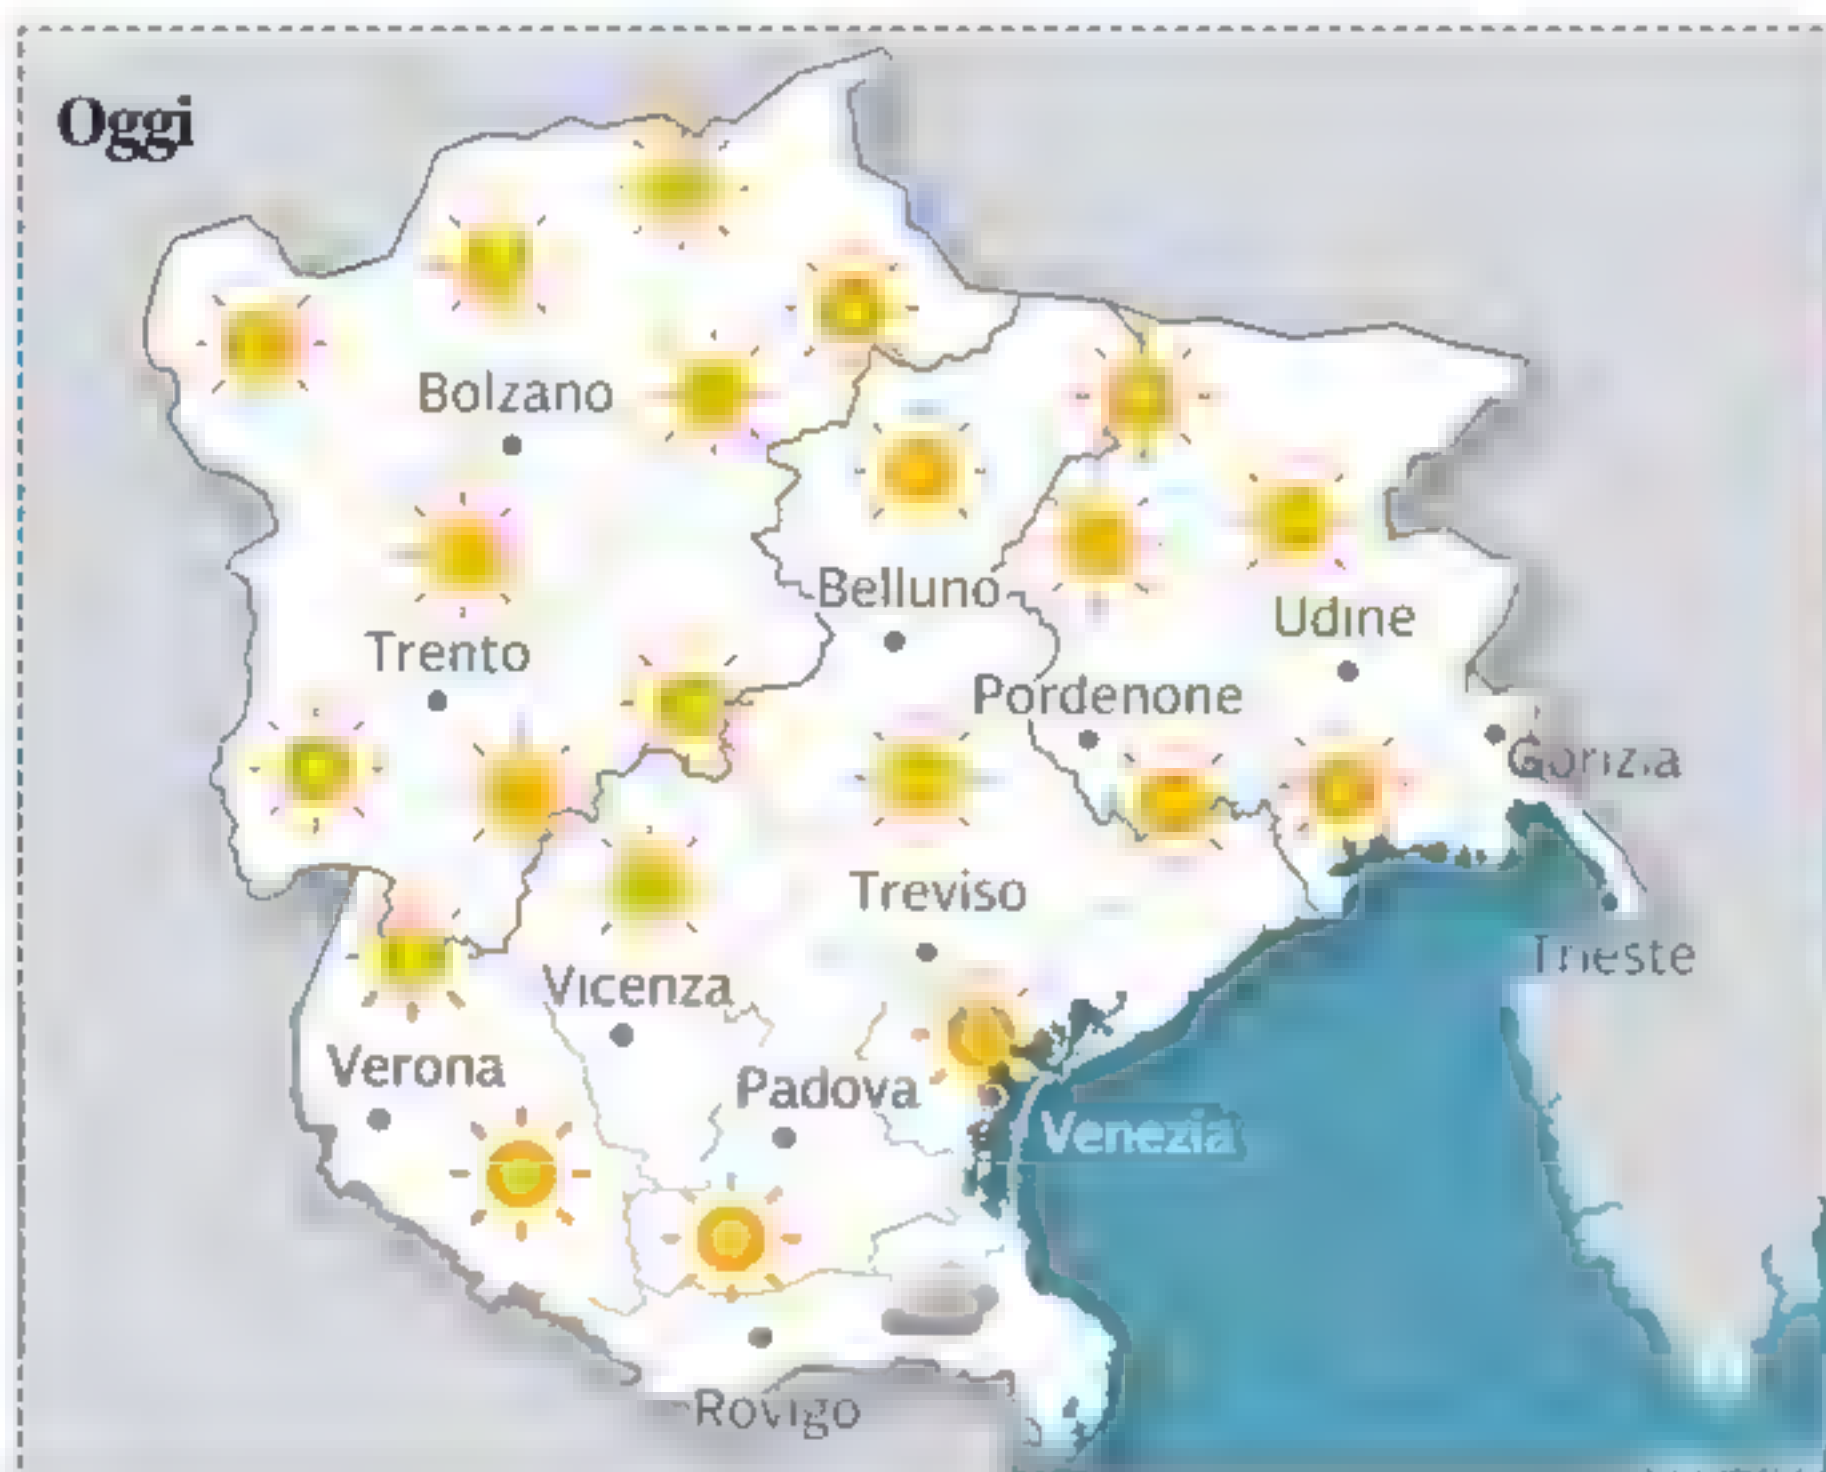 Oggi
Bolzano
Belluno
Udine
Trento
Pordenone
Gorizia
Treviso
Trieste
Vicenza
Verona
Padova
Venezia
Rovigo